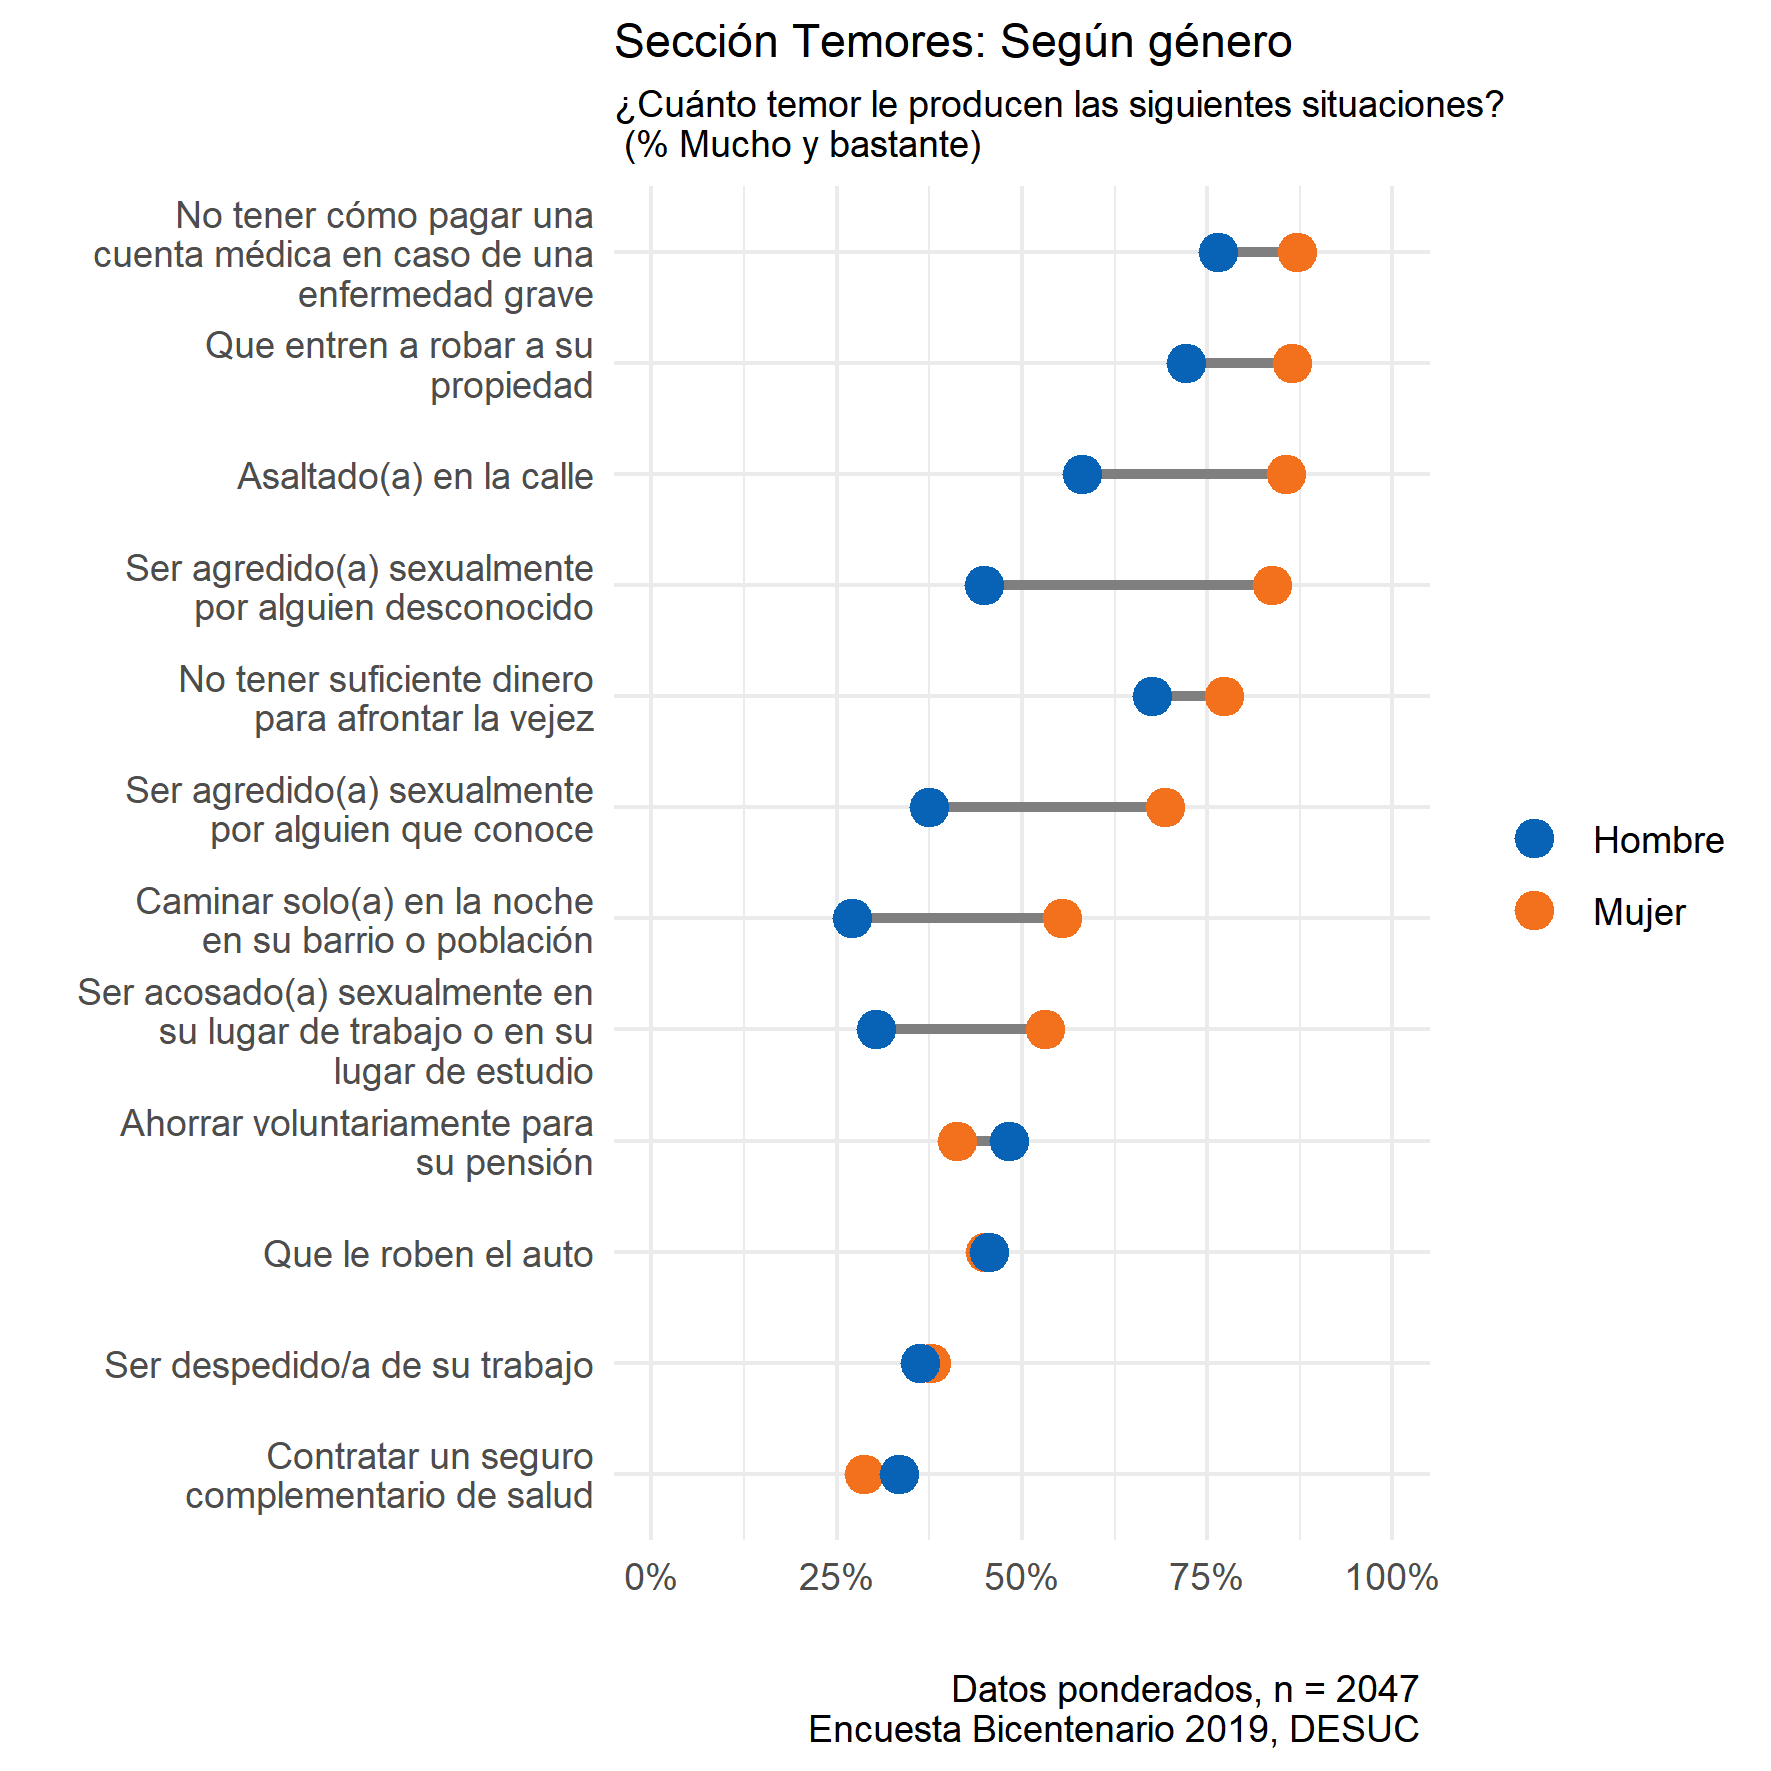 Sección Temores: Según género
¿Cuánto temor le producen las siguientes situaciones?
(% Mucho y bastante)
No tener cómo pagar una
cuenta médica en caso de una
enfermedad grave
Que entren a robar a su
propiedad
Asaltado(a) en la calle
Ser agredido(a) sexualmente
por alguien desconocido
No tener suficiente dinero
para afrontar la vejez
Ser agredido(a) sexualmente
por alguien que conoce
Caminar solo(a) en la noche
en su barrio o población
Ser acosado(a) sexualmente en
su lugar de trabajo o en su
lugar de estudio
Ahorrar voluntariamente para
su pensión
Que le roben el auto
Ser despedido/a de su trabajo
Contratar un seguro
complementario de salud
0% 25% 50% 75% 100%
Hombre
Mujer
Datos ponderados, n = 2047
Encuesta Bicentenario 2019, DESUC